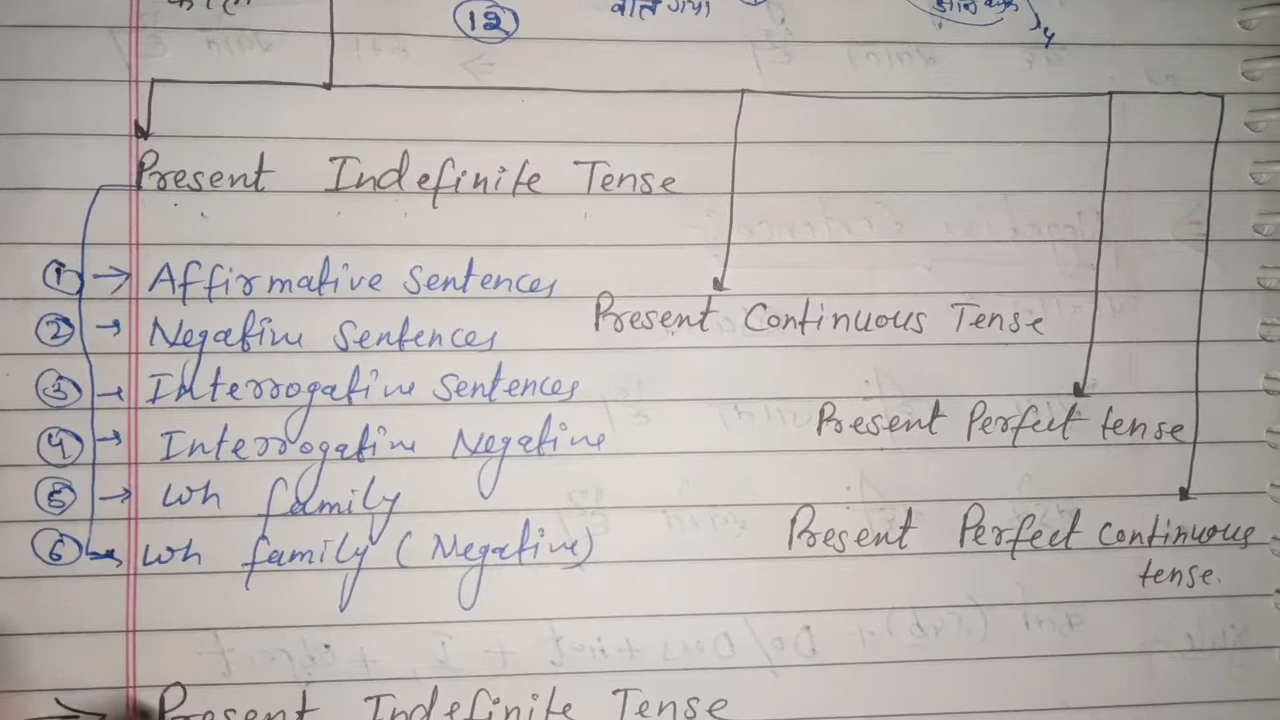 12
बीत गया
Present Indefinite Tense
① → Affirmative Sentences
② → Negative Sentences
③ → Interrogative Sentences
④ → Interrogative Negative
⑤ → Wh family
⑥ → Wh family (Negative)
Present Continuous Tense
Present Perfect tense
Present Perfect continuous
tense.
→ Present Indefinite Tense